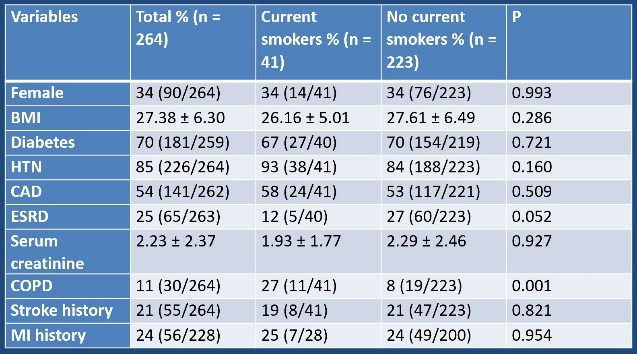 Variables Total % (n = 264) Current smokers % (n = 41) No current smokers % (n = 223) P
Female 34 (90/264) 34 (14/41) 34 (76/223) 0.993
BMI 27.38 ± 6.30 26.16 ± 5.01 27.61 ± 6.49 0.286
Diabetes 70 (181/259) 67 (27/40) 70 (154/219) 0.721
HTN 85 (226/264) 93 (38/41) 84 (188/223) 0.160
CAD 54 (141/262) 58 (24/41) 53 (117/221) 0.509
ESRD 25 (65/263) 12 (5/40) 27 (60/223) 0.052
Serum creatinine 2.23 ± 2.37 1.93 ± 1.77 2.29 ± 2.46 0.927
COPD 11 (30/264) 27 (11/41) 8 (19/223) 0.001
Stroke history 21 (55/264) 19 (8/41) 21 (47/223) 0.821
MI history 24 (56/228) 25 (7/28) 24 (49/200) 0.954